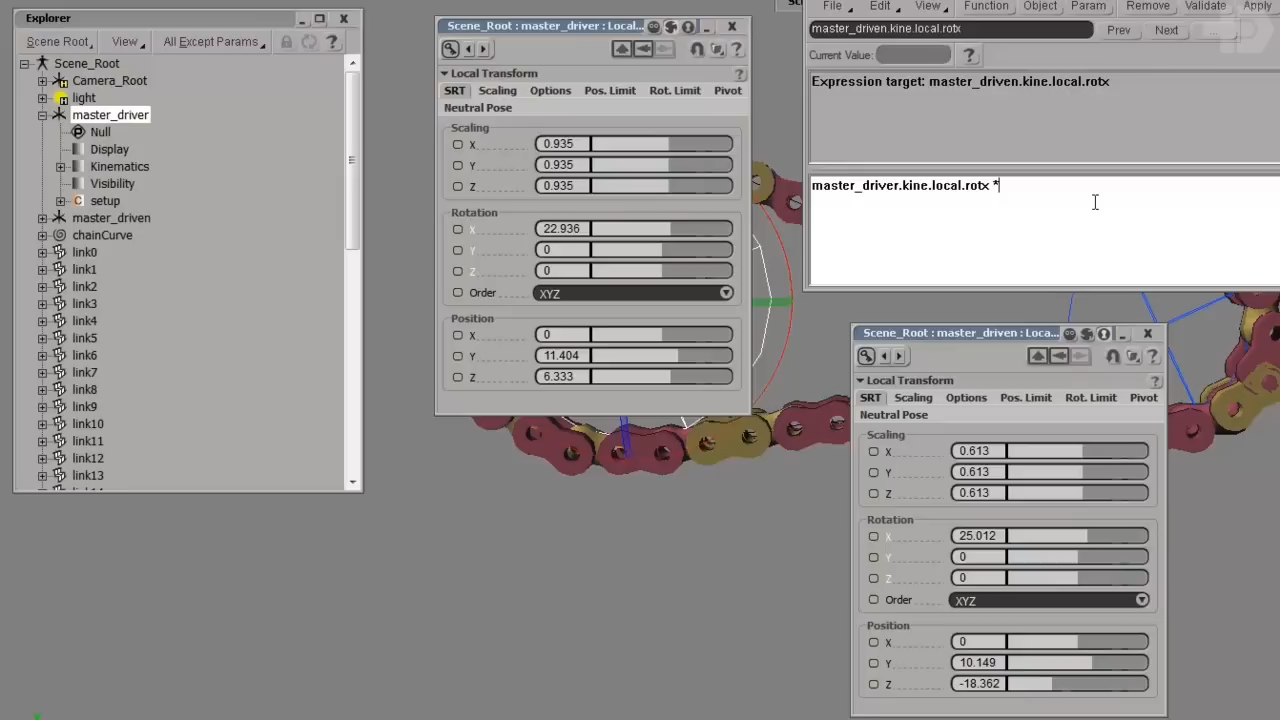 Explorer
Scene Root
View
All Except Params
?
Scene_Root
Camera_Root
light
master_driver
Null
Display
Kinematics
Visibility
setup
master_driven
chainCurve
link0
link1
link2
link3
link4
link5
link6
link7
link8
link9
link10
link11
link12
link13
Scene_Root : master_driver : Local...
?
Local Transform
?
SRT
Scaling
Options
Pos. Limit
Rot. Limit
Pivot
Neutral Pose
Scaling
X 0.935
Y 0.935
Z 0.935
Rotation
X 22.936
Y 0
Z 0
Order XYZ
Position
X 0
Y 11.404
Z 6.333
File
Edit
View
Function
Object
Param
Remove
Validate
Apply
master_driven.kine.local.rotx
Prev
Next
...
Current Value:
?
Expression target: master_driven.kine.local.rotx
master_driver.kine.local.rotx *
Scene_Root : master_driven : Loca...
?
Local Transform
?
SRT
Scaling
Options
Pos. Limit
Rot. Limit
Pivot
Neutral Pose
Scaling
X 0.613
Y 0.613
Z 0.613
Rotation
X 25.012
Y 0
Z 0
Order XYZ
Position
X 0
Y 10.149
Z -18.362